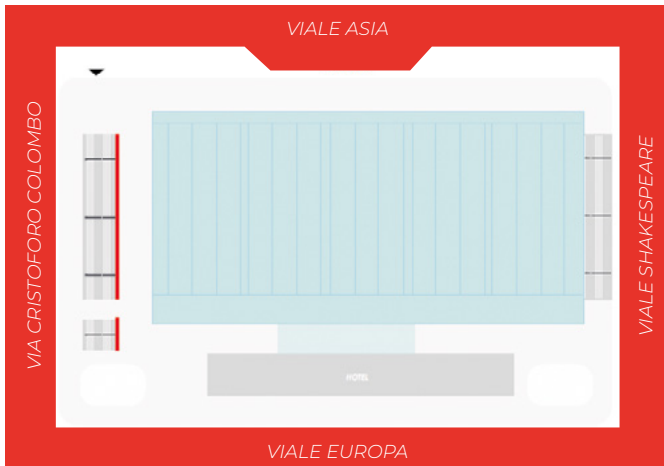 VIALE ASIA
VIA CRISTOFORO COLOMBO
VIALE SHAKESPEARE
HOTEL
VIALE EUROPA